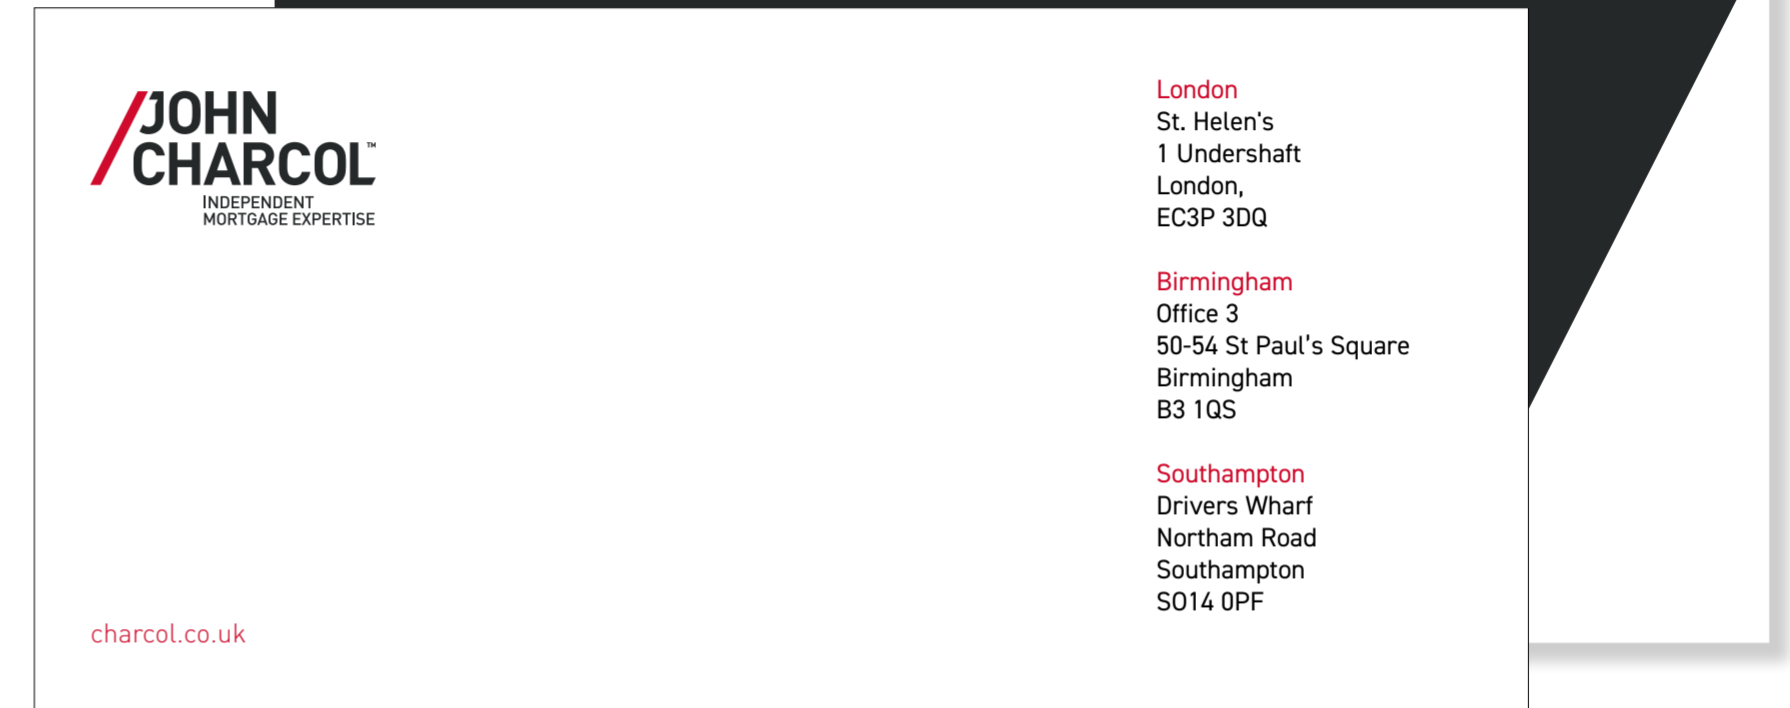 JOHN
CHARCOL™
INDEPENDENT
MORTGAGE EXPERTISE
charcol.co.uk
London
St. Helen's
1 Undershaft
London,
EC3P 3DQ
Birmingham
Office 3
50-54 St Paul’s Square
Birmingham
B3 1QS
Southampton
Drivers Wharf
Northam Road
Southampton
SO14 0PF